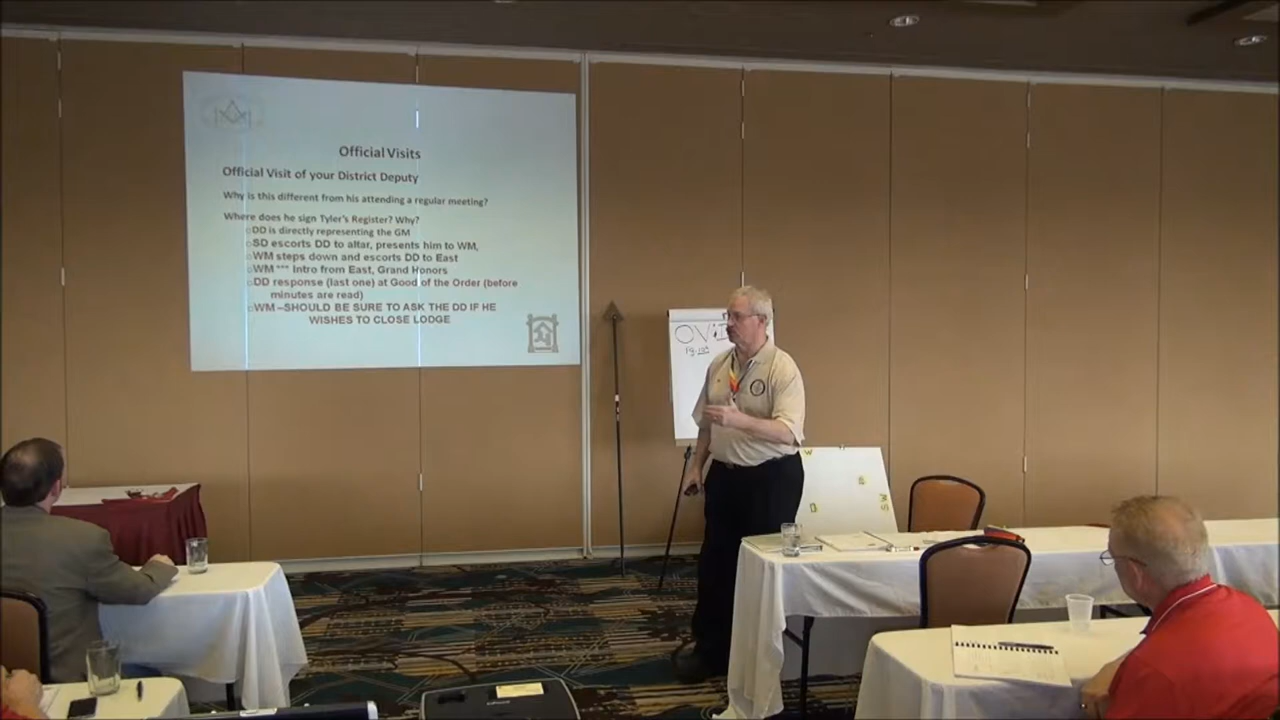 Official Visits
Official Visit of your District Deputy
Why is this different from his attending a regular meeting?
Where does he sign Tyler's Register? Why?
DD is directly representing the GM
SD escorts DD to altar, presents him to WM,
WM steps down and escorts DD to East
WM *** Intro from East, Grand Honors
DD response (last one) at Good of the Order (before
minutes are read)
WM –SHOULD BE SURE TO ASK THE DD IF HE
WISHES TO CLOSE LODGE
W
SW